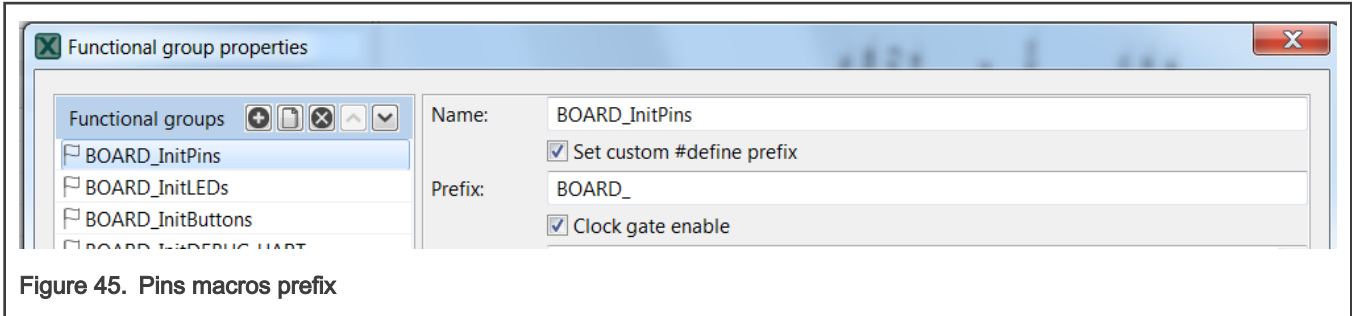 Functional group properties
Functional groups
Name: BOARD_InitPins
BOARD_InitPins
Set custom #define prefix
BOARD_InitLEDs
Prefix: BOARD_
BOARD_InitButtons
Clock gate enable
BOARD_InitDEBUG_UART
Figure 45. Pins macros prefix